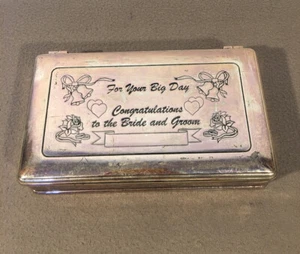 For Your Big Day
Congratulations
to the Bride and Groom